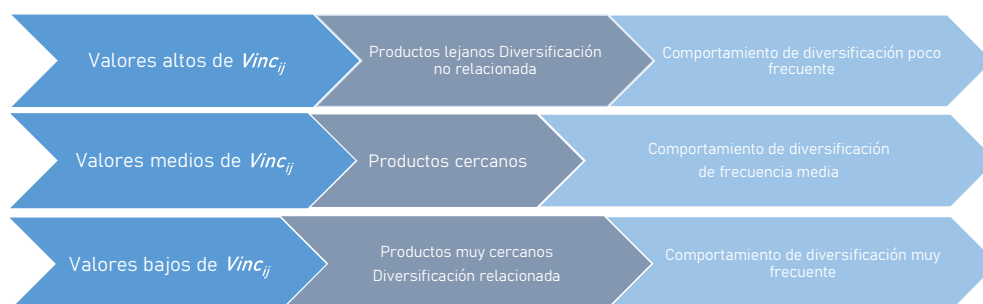 Valores altos de Vincij
Productos lejanos Diversificación
no relacionada
Comportamiento de diversificación poco
frecuente
Valores medios de Vincij
Productos cercanos
Comportamiento de diversificación
de frecuencia media
Valores bajos de Vincij
Productos muy cercanos
Diversificación relacionada
Comportamiento de diversificación muy
frecuente